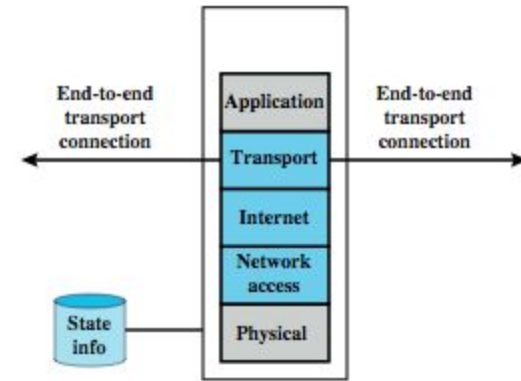 End-to-end
transport
connection
Application
Transport
Internet
Network
access
Physical
End-to-end
transport
connection
State
info